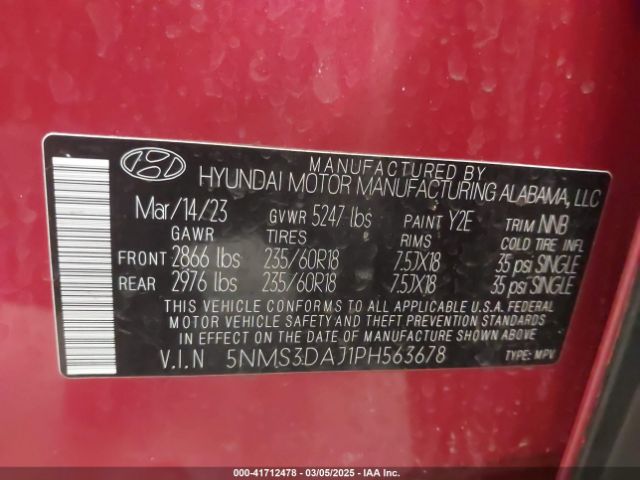 MANUFACTURED BY
HYUNDAI MOTOR MANUFACTURING ALABAMA, LLC
Mar/14/23 GVWR 5247 lbs PAINT Y2E TRIM NNB
GAWR TIRES RIMS COLD TIRE INFL
FRONT 2866 lbs 235/60R18 7.5JX18 35 psi SINGLE
REAR 2976 lbs 235/60R18 7.5JX18 35 psi SINGLE
THIS VEHICLE CONFORMS TO ALL APPLICABLE U.S.A. FEDERAL
MOTOR VEHICLE SAFETY AND THEFT PREVENTION STANDARDS
IN EFFECT ON THE DATE OF MANUFACTURE SHOWN ABOVE
V.I.N 5NMS3DAJ1PH563678 TYPE: MPV
000-41712478 - 03/05/2025 - IAA Inc.